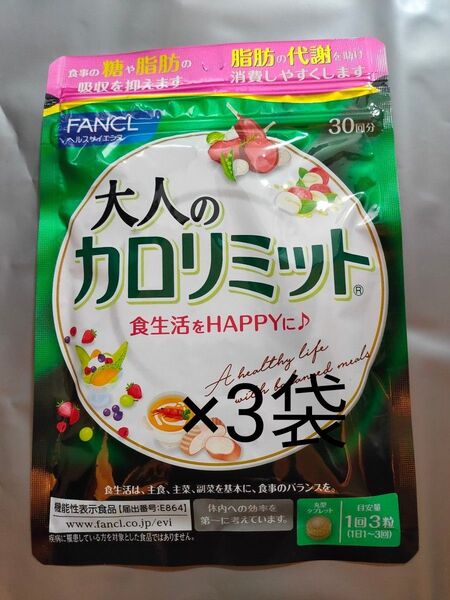 食事の糖や脂肪の
吸収を抑えます
脂肪の代謝を助け
消費しやすくします
FANCL
ヘルスサイエンス
30回分
大人の
カロリミット®
食生活をHAPPYに♪
A healthy life
with balanced meals
×3袋
食生活は、主食、主菜、副菜を基本に、食事のバランスを。
機能性表示食品【届出番号:E864】
www.fancl.co.jp/evi
体内への効率を
第一に考えています。
丸型
タブレット
目安量
1回3粒
(1日1~3回)
疾病に罹患している方を対象とした食品ではありません。